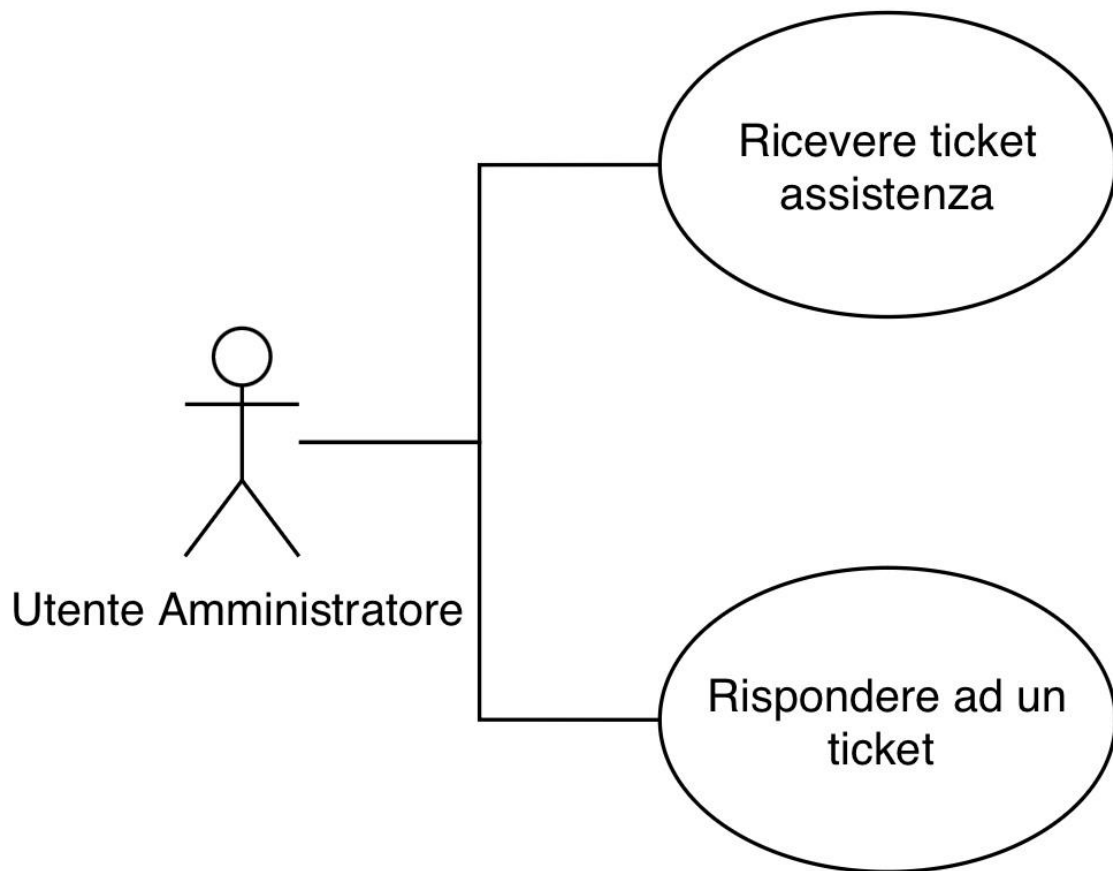 Ricevere ticket
assistenza
Utente Amministratore
Rispondere ad un
ticket